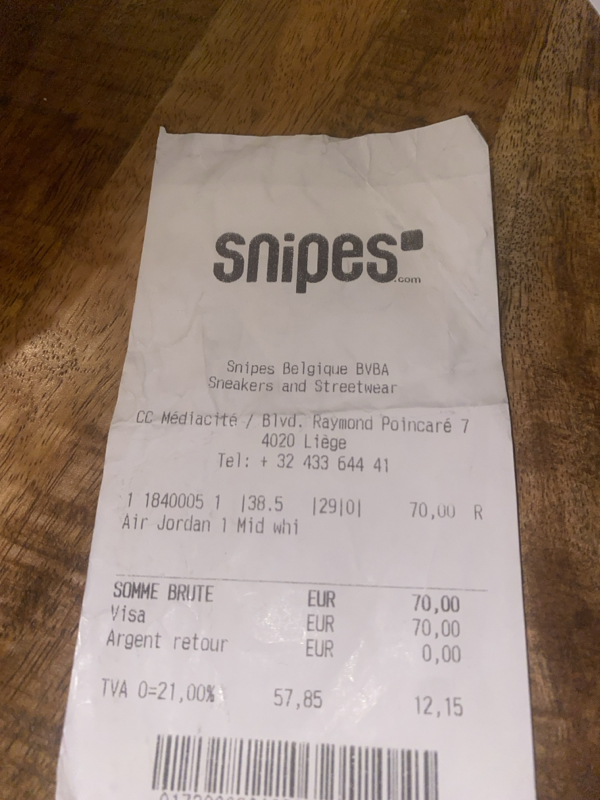 snipes
.com
Snipes Belgique BVBA
Sneakers and Streetwear
CC Médiacité / Blvd. Raymond Poincaré 7
4020 Liège
Tel: + 32 433 644 41
1 1840005 1 |38.5 |29|0| 70,00 R
Air Jordan 1 Mid whi
SOMME BRUTE EUR 70,00
Visa EUR 70,00
Argent retour EUR 0,00
TVA 0=21,00% 57,85 12,15